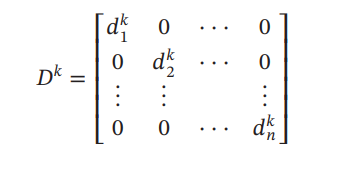 D^k = [ d_1^k 0 ⋯ 0
0 d_2^k ⋯ 0
⋮ ⋮ ⋮
0 0 ⋯ d_n^k ]